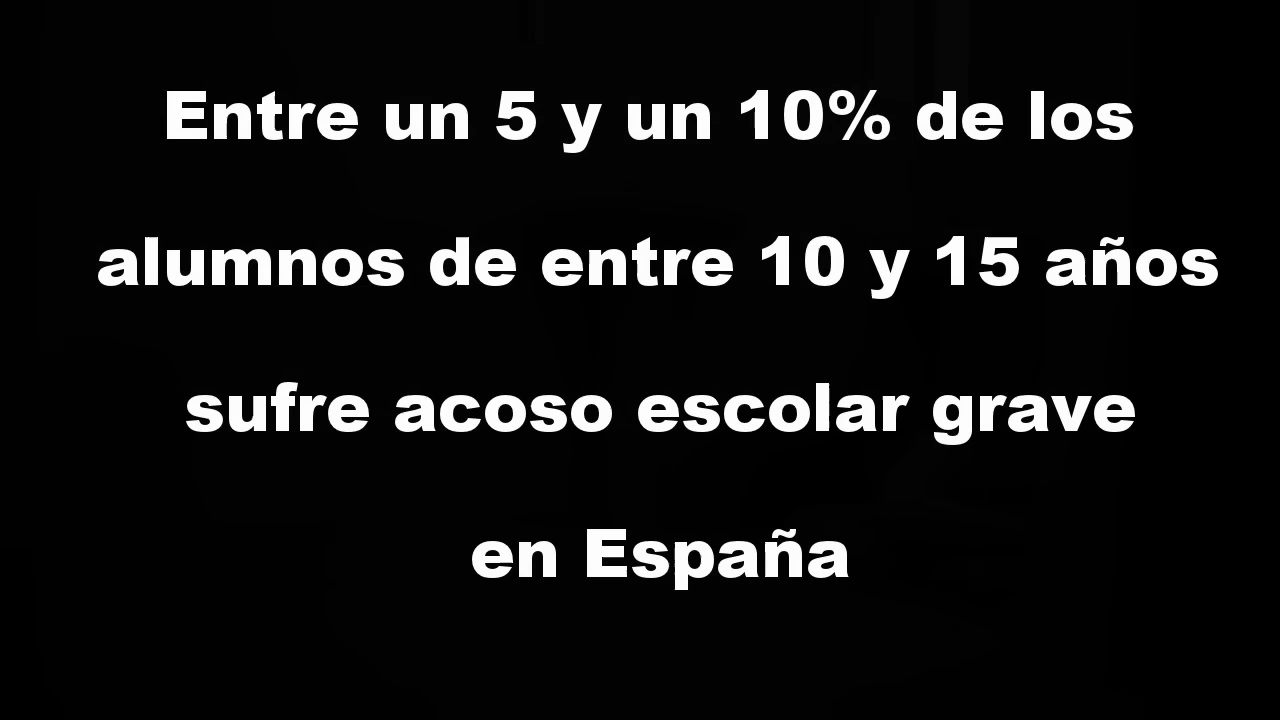 Entre un 5 y un 10% de los
alumnos de entre 10 y 15 años
sufre acoso escolar grave
en España